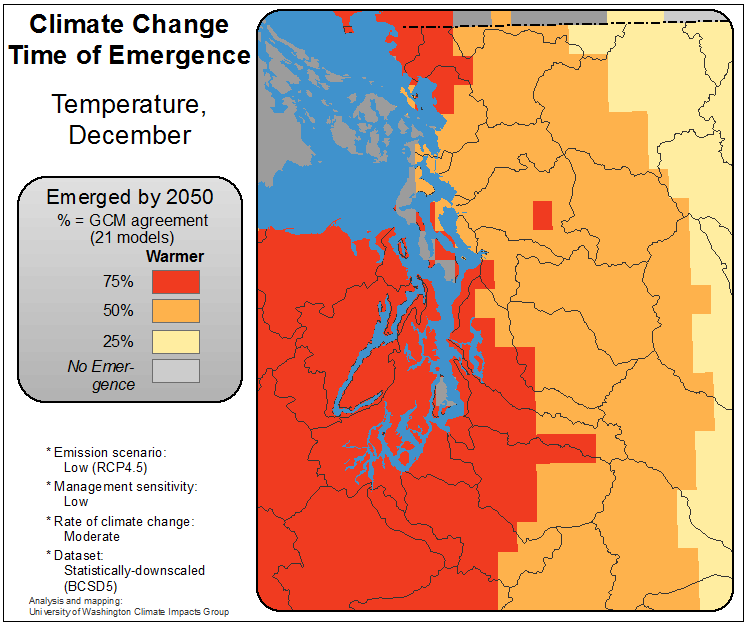 Climate Change
Time of Emergence
Temperature,
December
Emerged by 2050
% = GCM agreement
(21 models)
Warmer
75%
50%
25%
No Emer-
gence
* Emission scenario:
Low (RCP4.5)
* Management sensitivity:
Low
* Rate of climate change:
Moderate
* Dataset:
Statistically-downscaled
(BCSD5)
Analysis and mapping:
University of Washington Climate Impacts Group